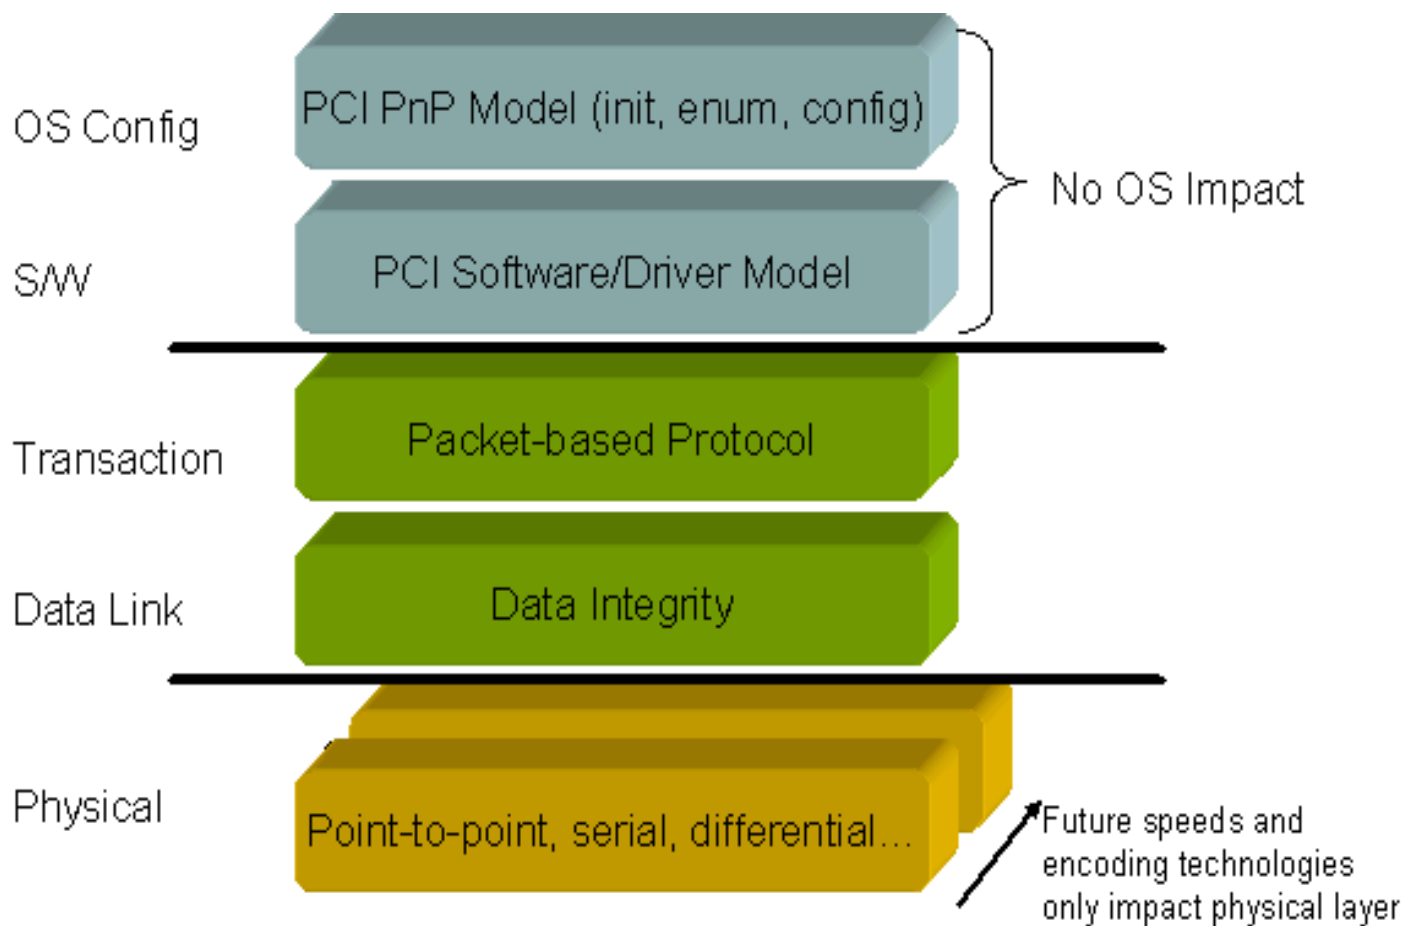 OS Config
PCI PnP Model (init, enum, config)
No OS Impact
S/W
PCI Software/Driver Model
Transaction
Packet-based Protocol
Data Link
Data Integrity
Physical
Point-to-point, serial, differential...
Future speeds and
encoding technologies
only impact physical layer